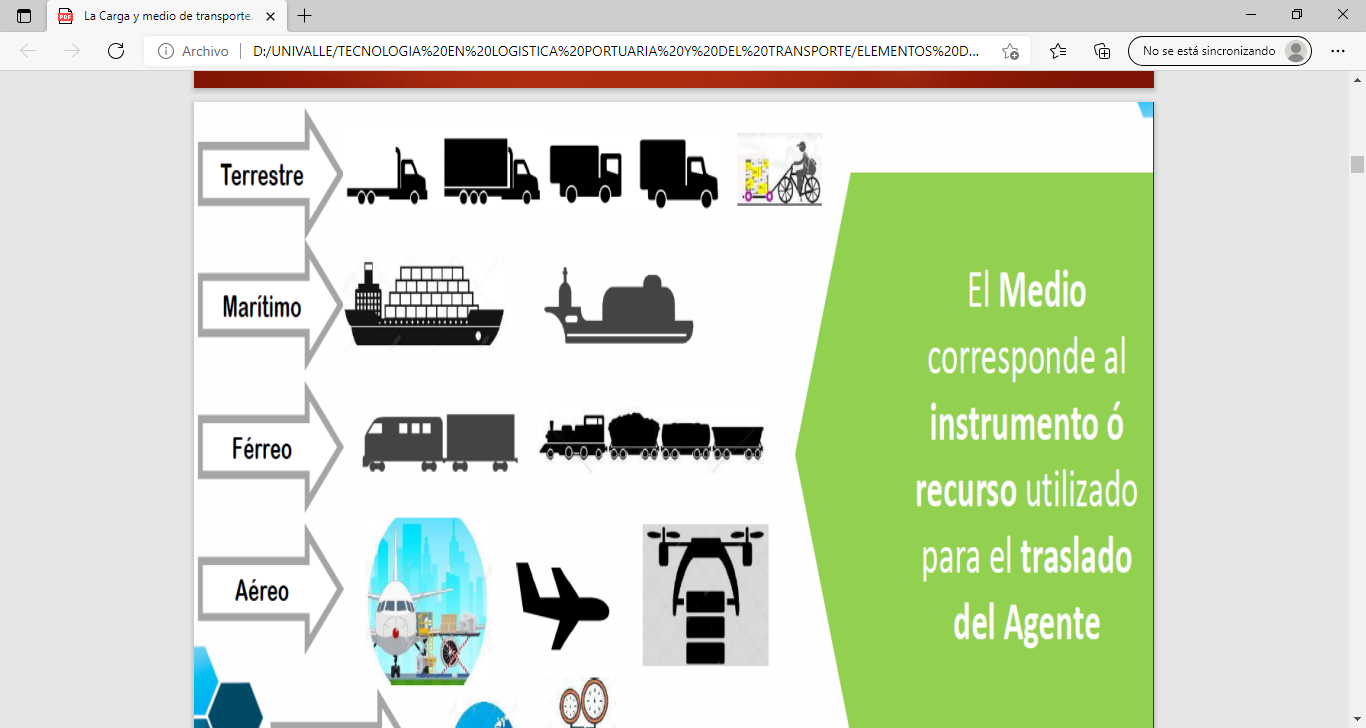 La Carga y medio de transporte.
Archivo
D:/UNIVALLE/TECNOLOGIA%20EN%20LOGISTICA%20PORTUARIA%20Y%20DEL%20TRANSPORTE/ELEMENTOS%20D...
No se está sincronizando
Terrestre
Marítimo
Férreo
Aéreo
El Medio
corresponde al
instrumento ó
recurso utilizado
para el traslado
del Agente